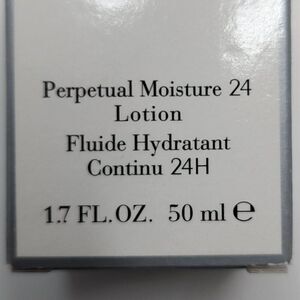 Perpetual Moisture 24
Lotion
Fluide Hydratant
Continu 24H
1.7 FL.OZ. 50 ml ℮